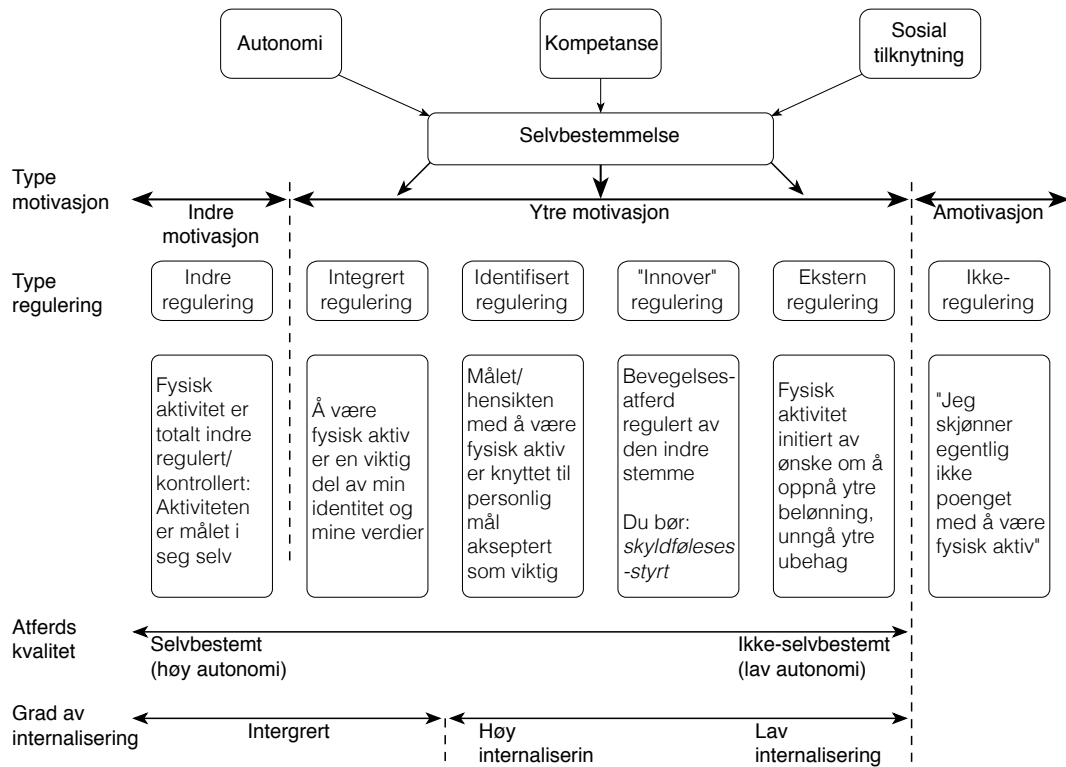 Autonomi
Kompetanse
Sosial
tilknytning
Selvbestemmelse
Type
motivasjon
Indre
motivasjon
Ytre motivasjon
Amotivasjon
Type
regulering
Indre
regulering
Integrert
regulering
Identifisert
regulering
"Innover"
regulering
Ekstern
regulering
Ikke-
regulering
Fysisk
aktivitet er
totalt indre
regulert/
kontrollert:
Aktiviteten
er målet i
seg selv
Å være
fysisk aktiv
er en viktig
del av min
identitet og
mine verdier
Målet/
hensikten
med å være
fysisk aktiv
er knyttet til
personlig
mål
akseptert
som viktig
Bevegelses-
atferd
regulert av
den indre
stemme
Du bør:
skyldføleses
-styrt
Fysisk
aktivitet
initiert av
ønske om å
oppnå ytre
belønning,
unngå ytre
ubehag
"Jeg
skjønner
egentlig
ikke
poenget
med å være
fysisk aktiv"
Atferds
kvalitet
Selvbestemt
(høy autonomi)
Ikke-selvbestemt
(lav autonomi)
Grad av
internalisering
Intergrert
Høy
internaliserin
Lav
internalisering